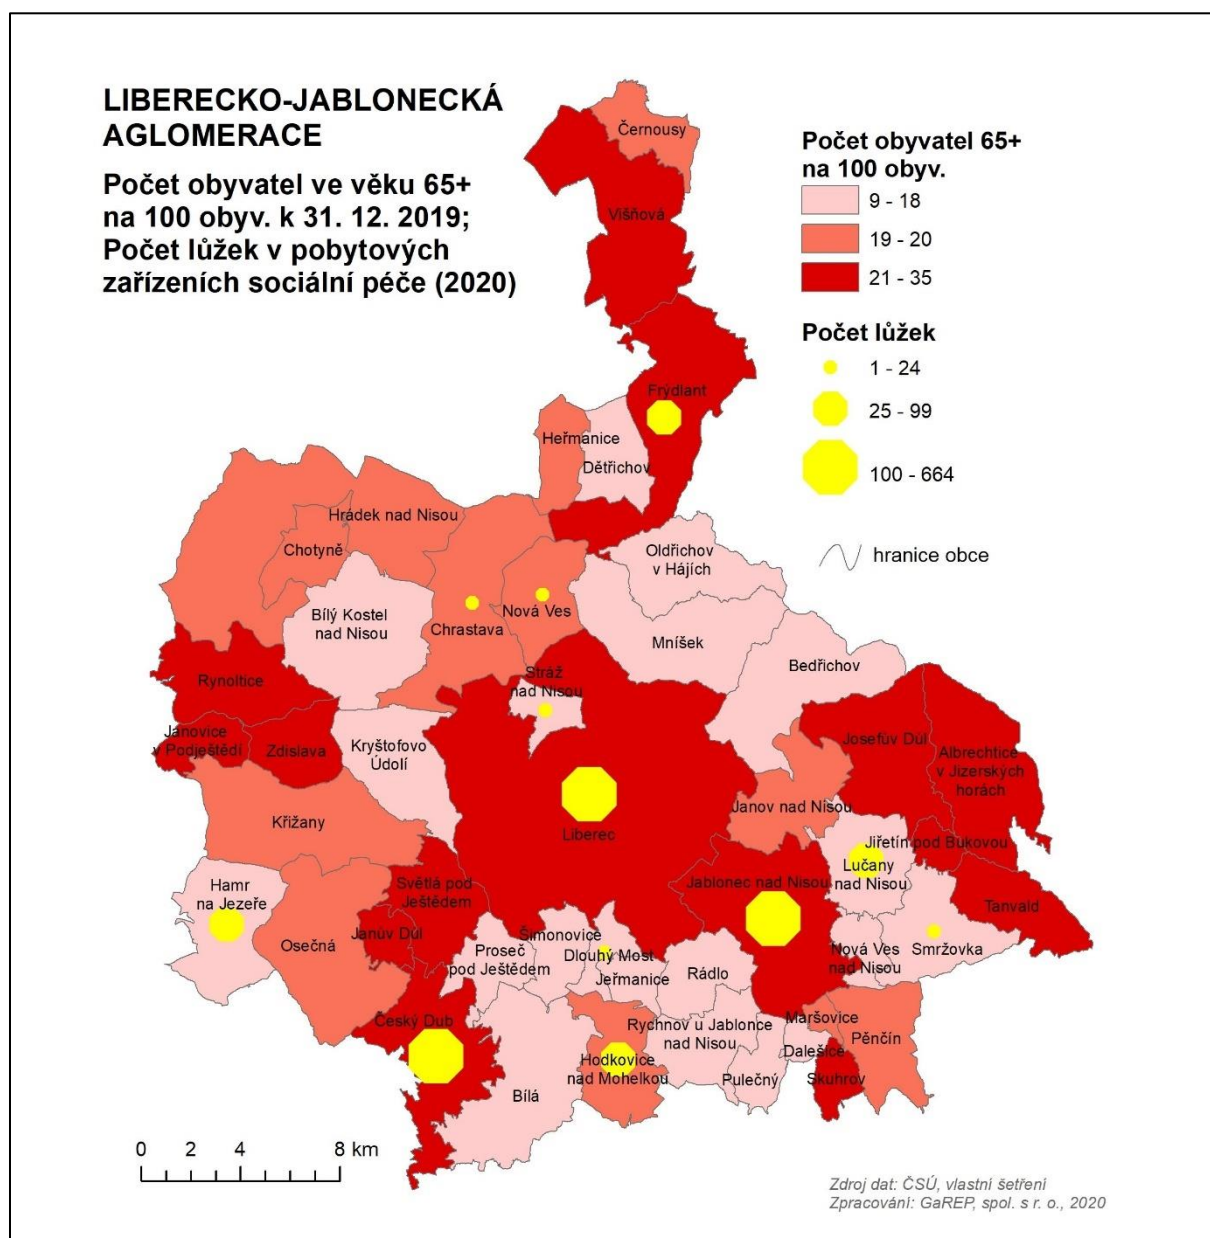 LIBERECKO-JABLONECKÁ
AGLOMERACE
Počet obyvatel ve věku 65+
na 100 obyv. k 31. 12. 2019;
Počet lůžek v pobytových
zařízeních sociální péče (2020)
Počet obyvatel 65+
na 100 obyv.
9 - 18
19 - 20
21 - 35
Počet lůžek
1 - 24
25 - 99
100 - 664
hranice obce
Černousy
Višňová
Frýdlant
Heřmanice
Dětřichov
Hrádek nad Nisou
Chotyně
Oldřichov
v Hájích
Bílý Kostel
nad Nisou
Chrastava
Nová Ves
Mníšek
Bedřichov
Rynoltice
Stráž
nad Nisou
Janovice
v Podještědí
Zdislava
Kryštofovo
Údolí
Josefův Důl
Albrechtice
v Jizerských
horách
Křižany
Liberec
Janov nad Nisou
Jiřetín pod Bukovou
Lučany
nad Nisou
Hamr
na Jezeře
Světlá pod
Ještědem
Jablonec nad Nisou
Tanvald
Osečná
Janův Důl
Proseč
pod Ještědem
Šimonovice
Dlouhý Most
Jeřmanice
Rádlo
Nová Ves
nad Nisou
Smržovka
Český Dub
Rychnov u Jablonce
nad Nisou
Maršovice
Dalešice
Pěnčín
Hodkovice
nad Mohelkou
Pulečný
Skuhrov
Bílá
0 2 4 8 km
Zdroj dat: ČSÚ, vlastní šetření
Zpracování: GaREP, spol. s r. o., 2020